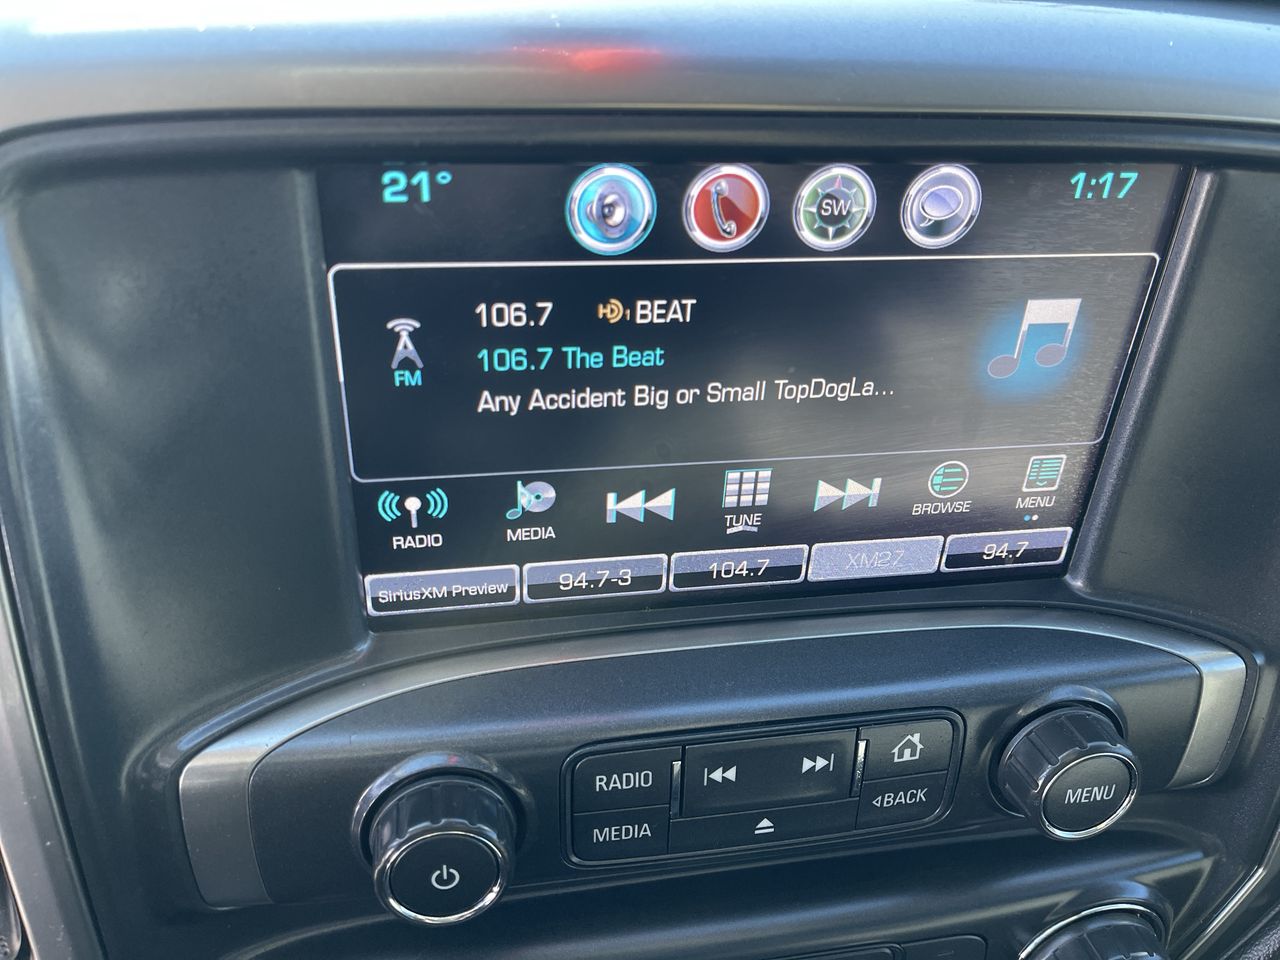 21°
SW
1:17
106.7
HD1 BEAT
FM
106.7 The Beat
Any Accident Big or Small TopDogLa...
RADIO
MEDIA
TUNE
BROWSE
MENU
SiriusXM Preview
94.7-3
104.7
XM27
94.7
RADIO
MEDIA
BACK
MENU